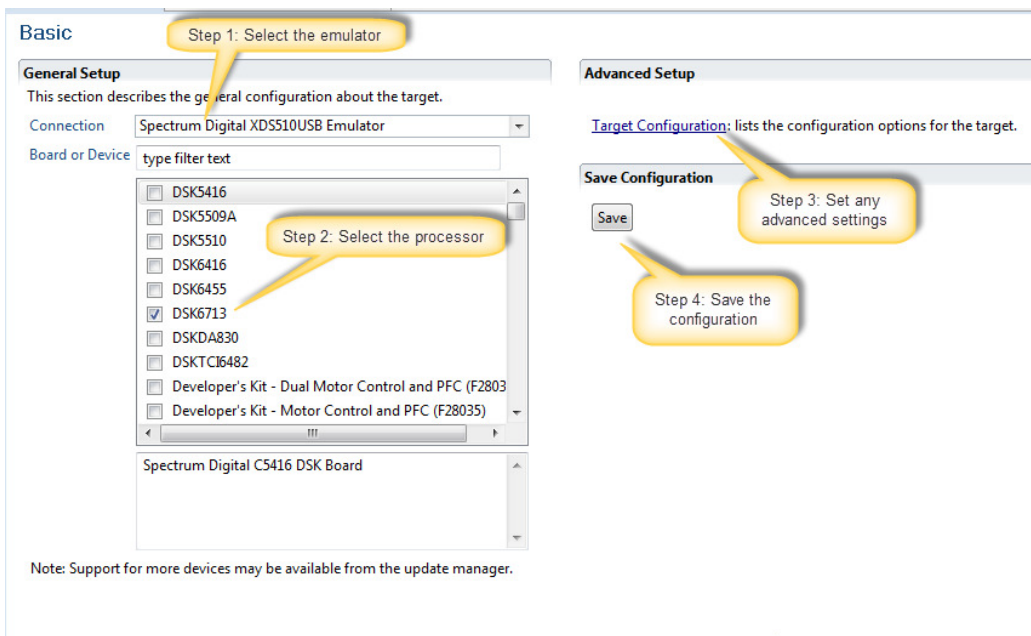 Basic
Step 1: Select the emulator
General Setup
This section describes the general configuration about the target.
Connection
Spectrum Digital XDS510USB Emulator
Board or Device
type filter text
DSK5416
DSK5509A
DSK5510
DSK6416
DSK6455
DSK6713
DSKDA830
DSKTCI6482
Developer's Kit - Dual Motor Control and PFC (F2803
Developer's Kit - Motor Control and PFC (F28035)
Step 2: Select the processor
Spectrum Digital C5416 DSK Board
Note: Support for more devices may be available from the update manager.
Advanced Setup
Target Configuration: lists the configuration options for the target.
Save Configuration
Step 3: Set any
advanced settings
Save
Step 4: Save the
configuration